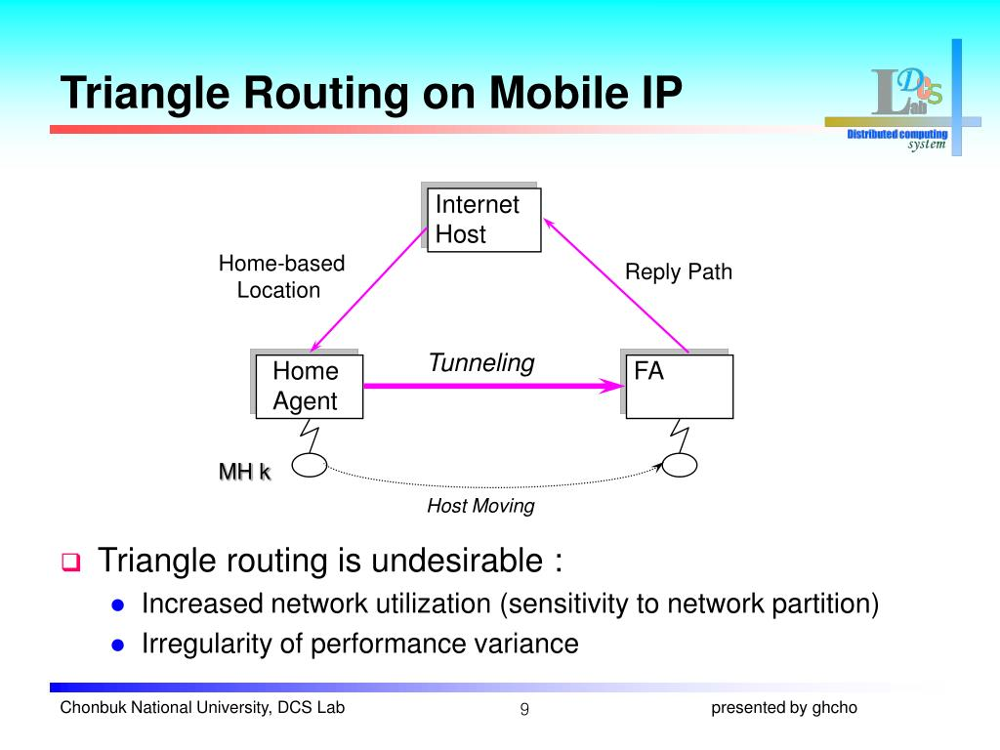 Triangle Routing on Mobile IP
L D C S
ab
Distributed computing
system
Internet
Host
Home-based
Location
Reply Path
Tunneling
Home
Agent
FA
MH k
Host Moving
Triangle routing is undesirable :
Increased network utilization (sensitivity to network partition)
Irregularity of performance variance
Chonbuk National University, DCS Lab
9
presented by ghcho